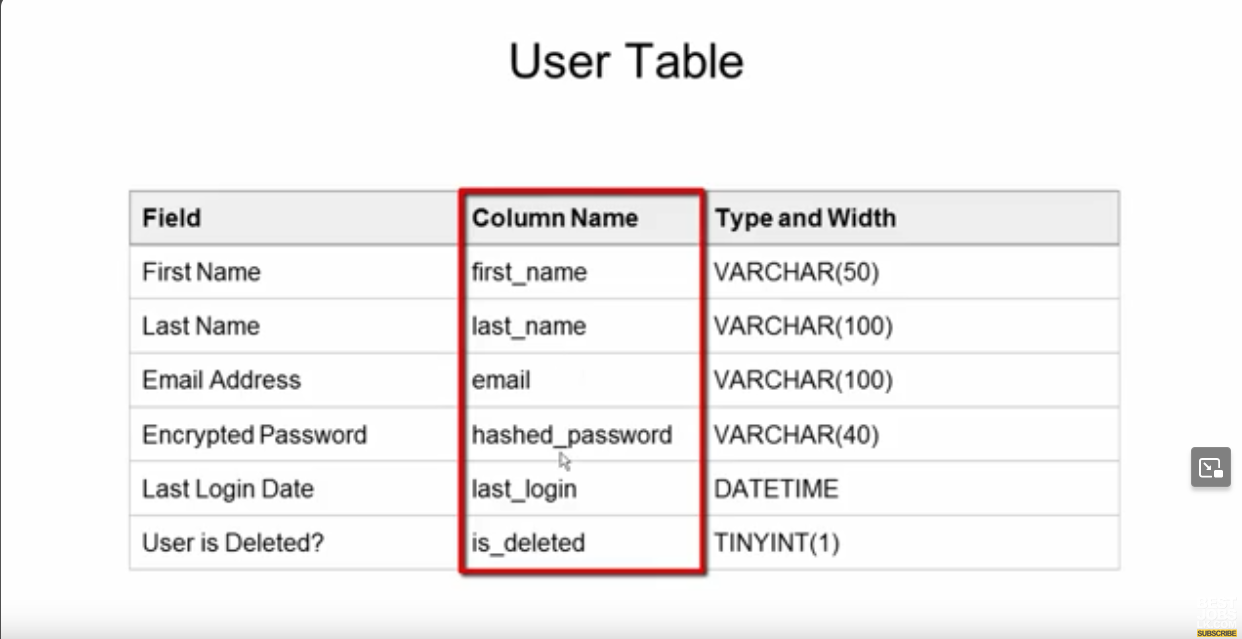 User Table
Field Column Name Type and Width
First Name first_name VARCHAR(50)
Last Name last_name VARCHAR(100)
Email Address email VARCHAR(100)
Encrypted Password hashed_password VARCHAR(40)
Last Login Date last_login DATETIME
User is Deleted? is_deleted TINYINT(1)
SUBSCRIBE